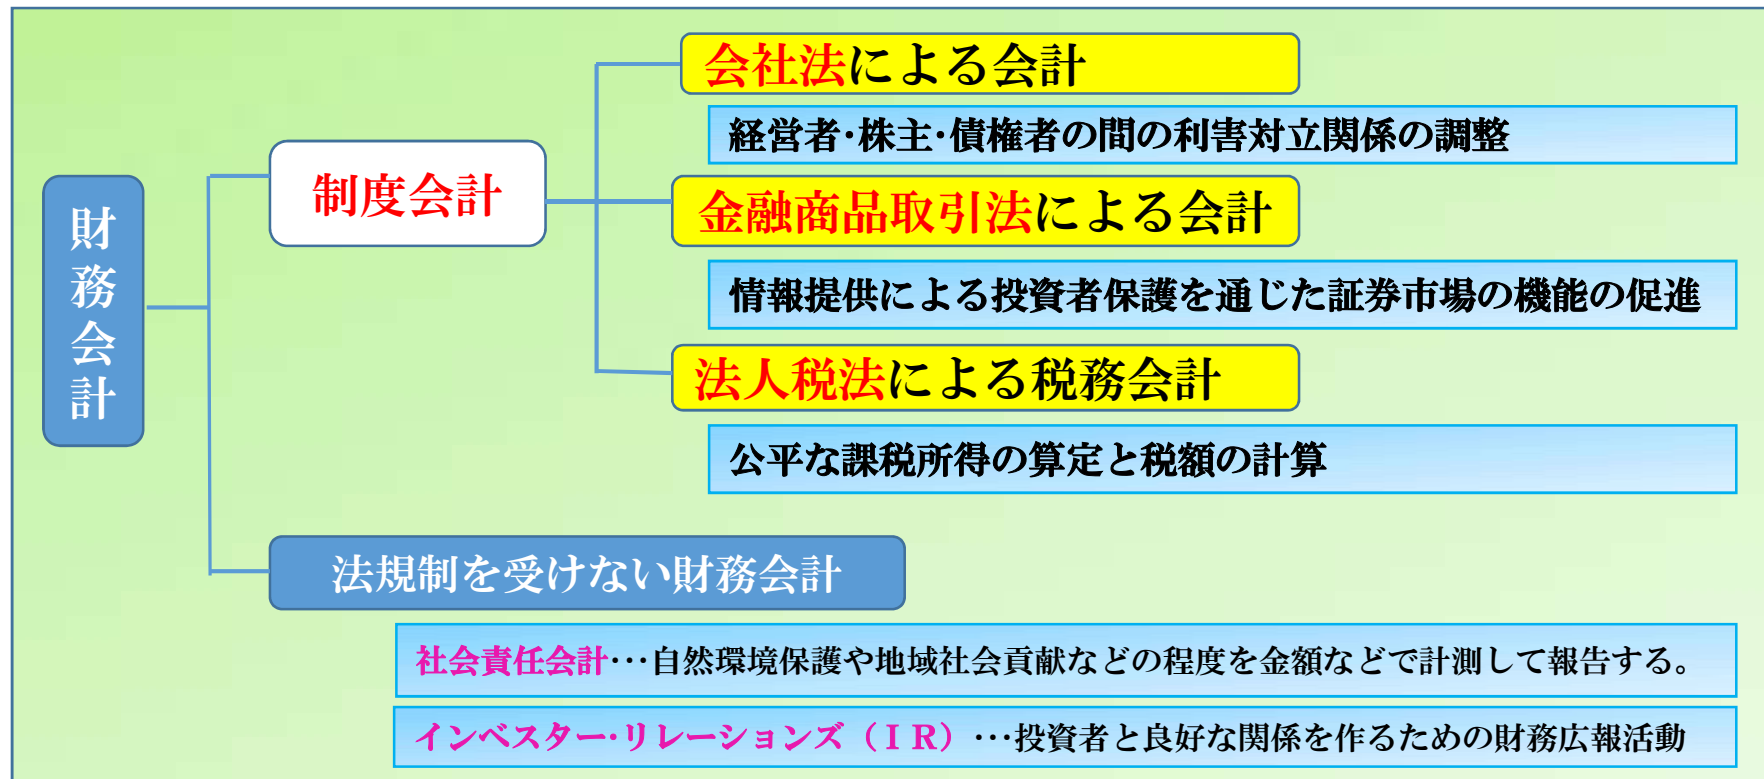 財務会計
制度会計
会社法による会計
経営者･株主･債権者の間の利害対立関係の調整
金融商品取引法による会計
情報提供による投資者保護を通じた証券市場の機能の促進
法人税法による税務会計
公平な課税所得の算定と税額の計算
法規制を受けない財務会計
社会責任会計･･･自然環境保護や地域社会貢献などの程度を金額などで計測して報告する。
インベスター･リレーションズ（ＩＲ）･･･投資者と良好な関係を作るための財務広報活動